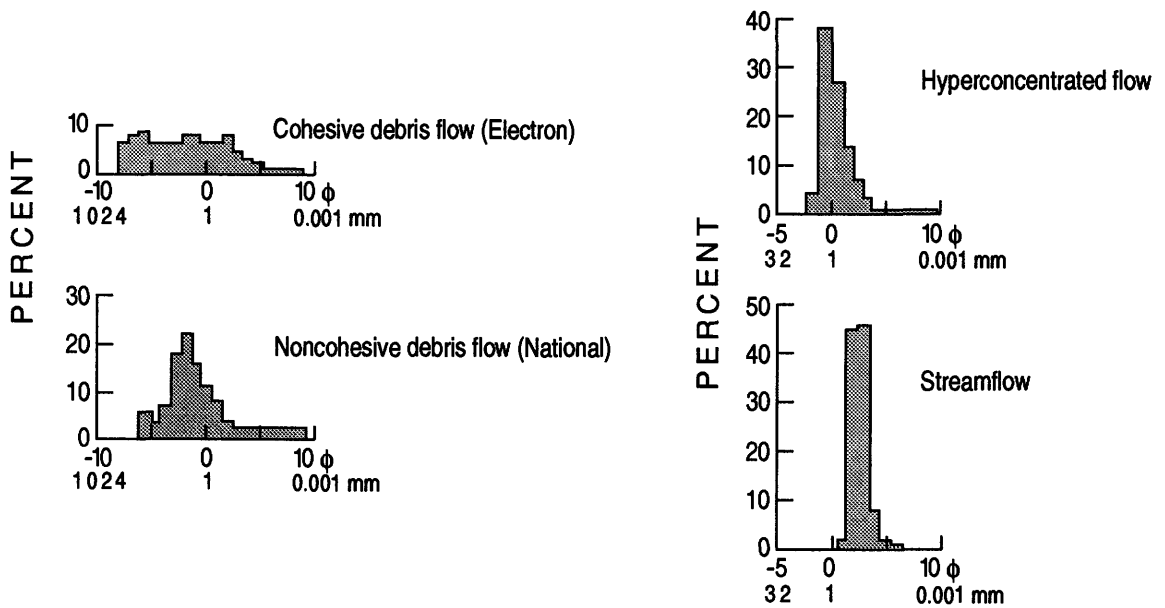 PERCENT
10
0
-10 0 10 ϕ
1024 1 0.001 mm
Cohesive debris flow (Electron)
30
20
10
0
-10 0 10 ϕ
1024 1 0.001 mm
Noncohesive debris flow (National)
PERCENT
40
30
20
10
0
-5 0 10 ϕ
32 1 0.001 mm
Hyperconcentrated flow
50
40
30
20
10
0
-5 0 10 ϕ
32 1 0.001 mm
Streamflow